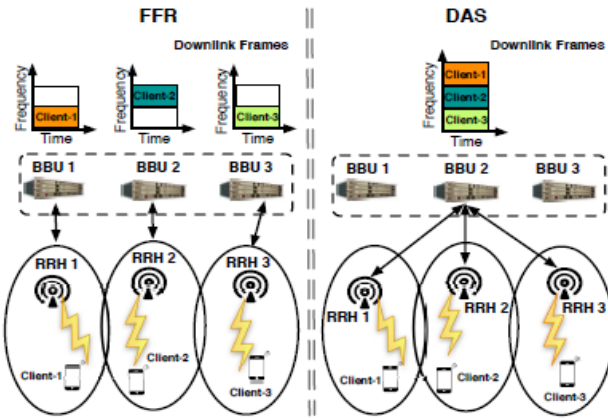 FFR
Downlink Frames
Frequency
Client-1
Time
Frequency
Client-2
Time
Frequency
Client-3
Time
BBU 1
BBU 2
BBU 3
RRH 1
RRH 2
RRH 3
Client-1
Client-2
Client-3
DAS
Downlink Frames
Frequency
Client-1
Client-2
Client-3
Time
BBU 1
BBU 2
BBU 3
RRH 1
RRH 2
RRH 3
Client-1
Client-2
Client-3